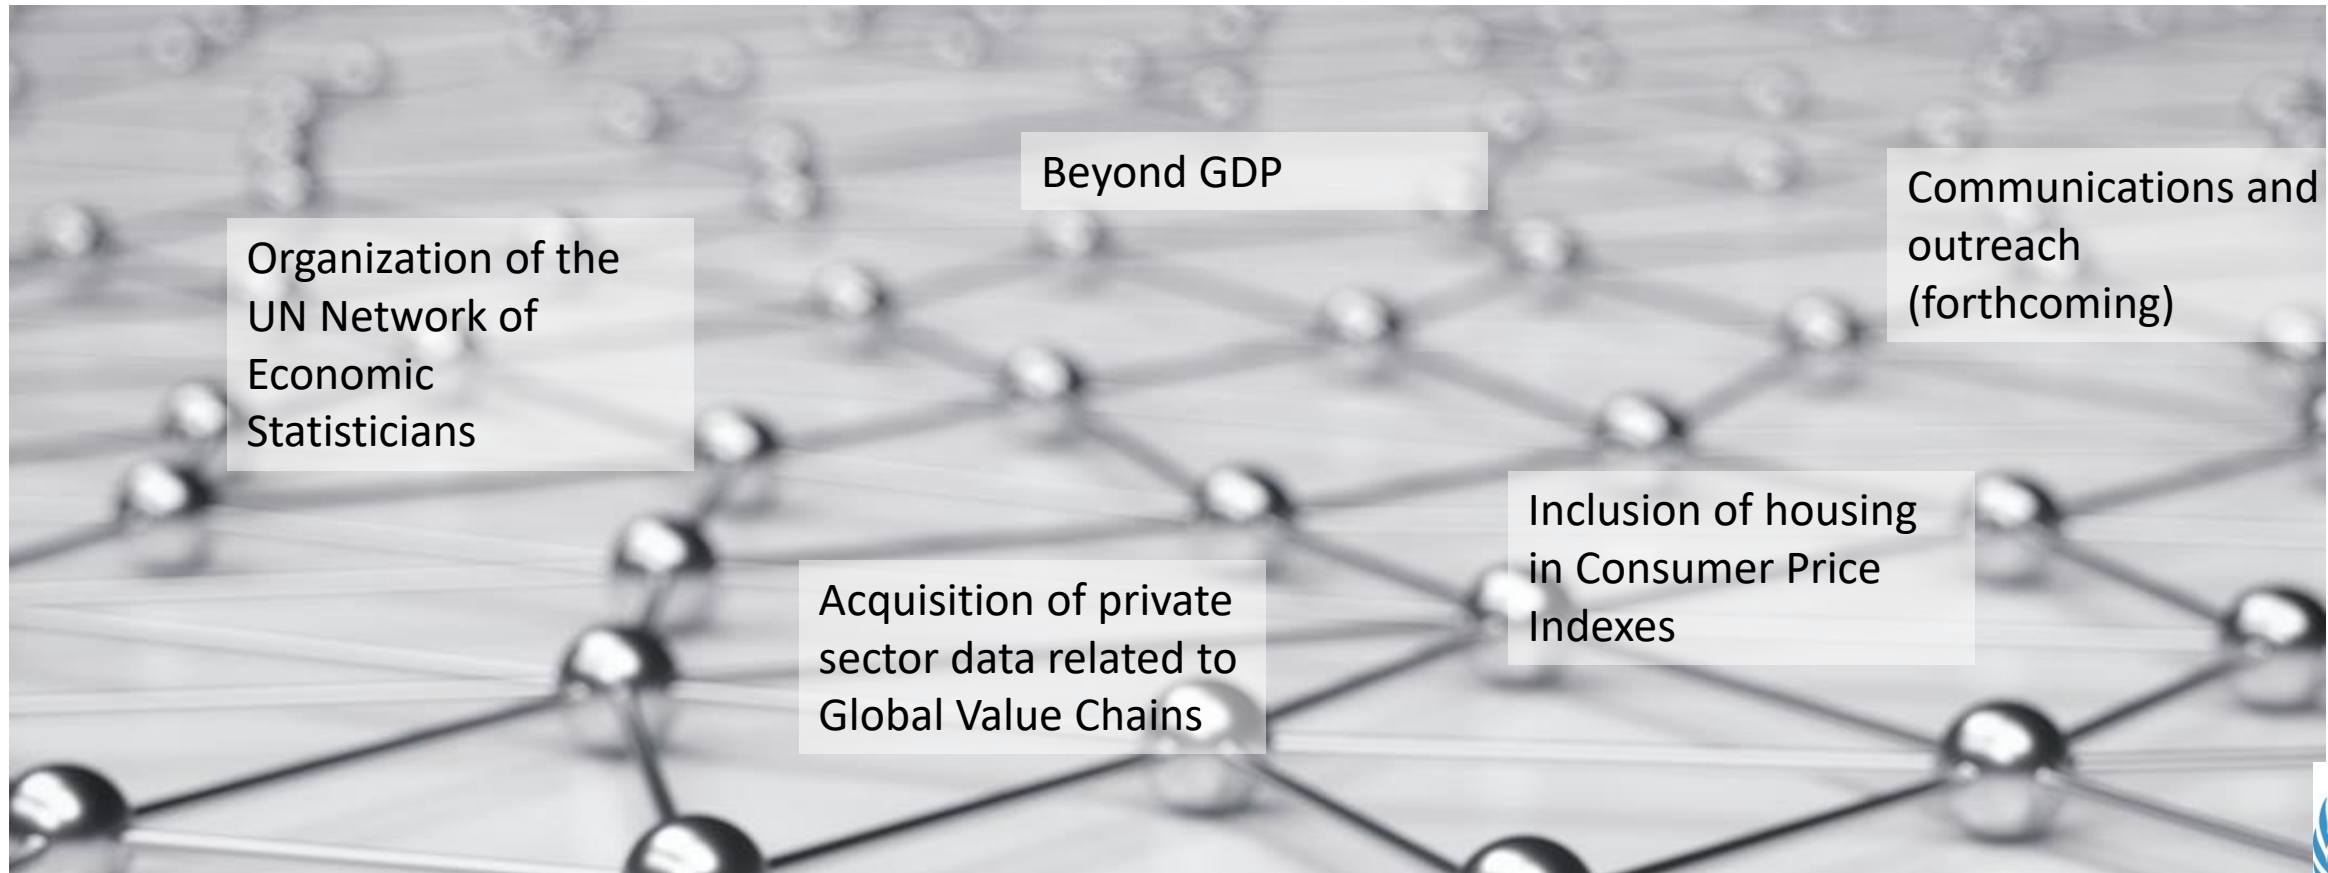 Organization of the
UN Network of
Economic
Statisticians
Beyond GDP
Communications and
outreach
(forthcoming)
Acquisition of private
sector data related to
Global Value Chains
Inclusion of housing
in Consumer Price
Indexes